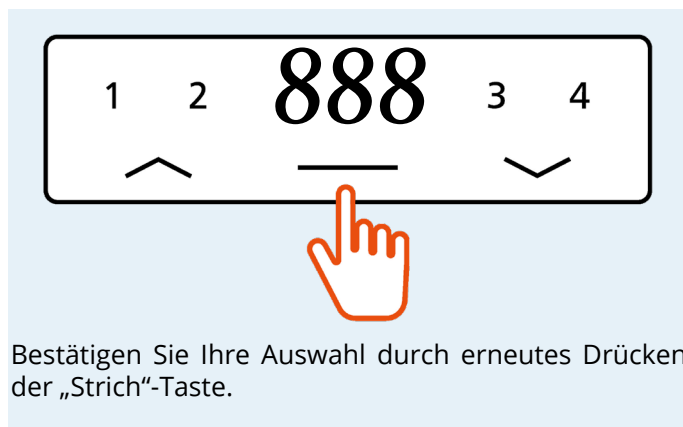 1 2 888 3 4
Bestätigen Sie Ihre Auswahl durch erneutes Drücken
der „Strich“-Taste.